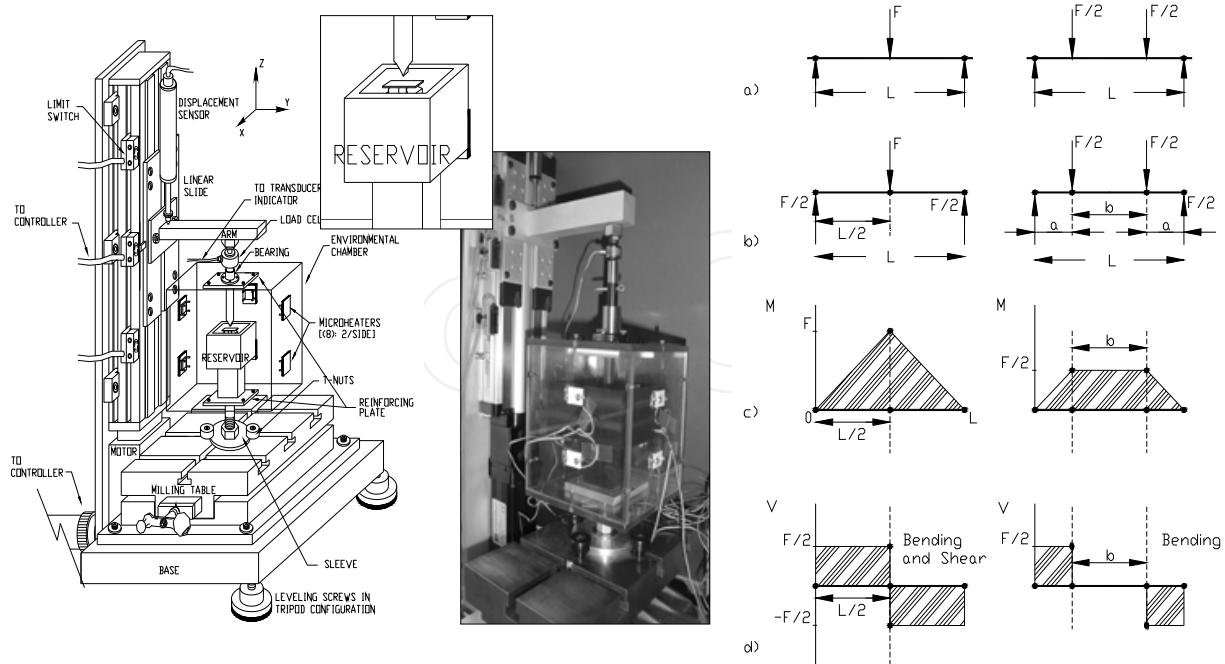 Z
Y
X
DISPLACEMENT
SENSOR
LIMIT
SWITCH
LINEAR
SLIDE
TO TRANSDUCER
INDICATOR
TO
CONTROLLER
LOAD CEL
ARM
BEARING
ENVIRONMENTAL
CHAMBER
MICROHEATERS
[(8): 2/SIDE]
RESERVOIR
T-NUTS
REINFORCING
PLATE
MOTOR
TO
CONTROLLER
MILLING TABLE
BASE
SLEEVE
LEVELING SCREWS IN
TRIPOD CONFIGURATION
RESERVOIR
F
F/2
F/2
a)
L
L
F
F/2
F/2
F/2
F/2
F/2
F/2
L/2
b
a
a
b)
L
L
M
M
F
b
F/2
c)
0
L
L/2
V
V
F/2
Bending
and Shear
F/2
b
Bending
L/2
-F/2
d)